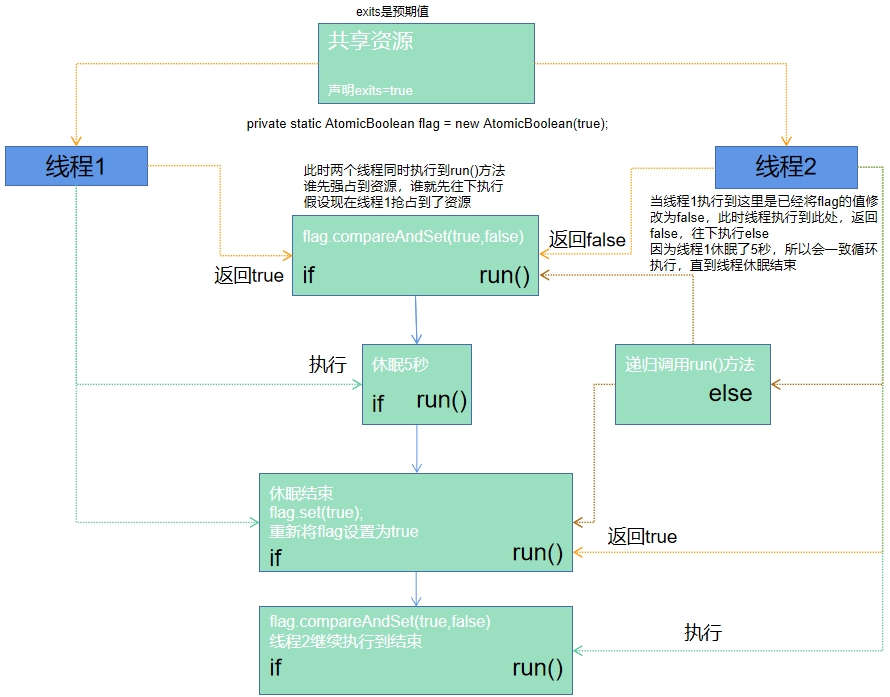 exits是预期值
共享资源
声明exits=true
private static AtomicBoolean flag = new AtomicBoolean(true);
线程1
线程2
此时两个线程同时执行到run()方法
谁先强占到资源，谁就先往下执行
假设现在线程1抢占到了资源
当线程1执行到这里是已经将flag的值修
改为false，此时线程执行到此处，返回
false，往下执行else
因为线程1休眠了5秒，所以会一致循环
执行，直到线程休眠结束
flag.compareAndSet(true,false)
if
run()
返回true
返回false
执行
休眠5秒
if
run()
递归调用run()方法
else
休眠结束
flag.set(true);
重新将flag设置为true
if
run()
返回true
flag.compareAndSet(true,false)
线程2继续执行到结束
if
run()
执行